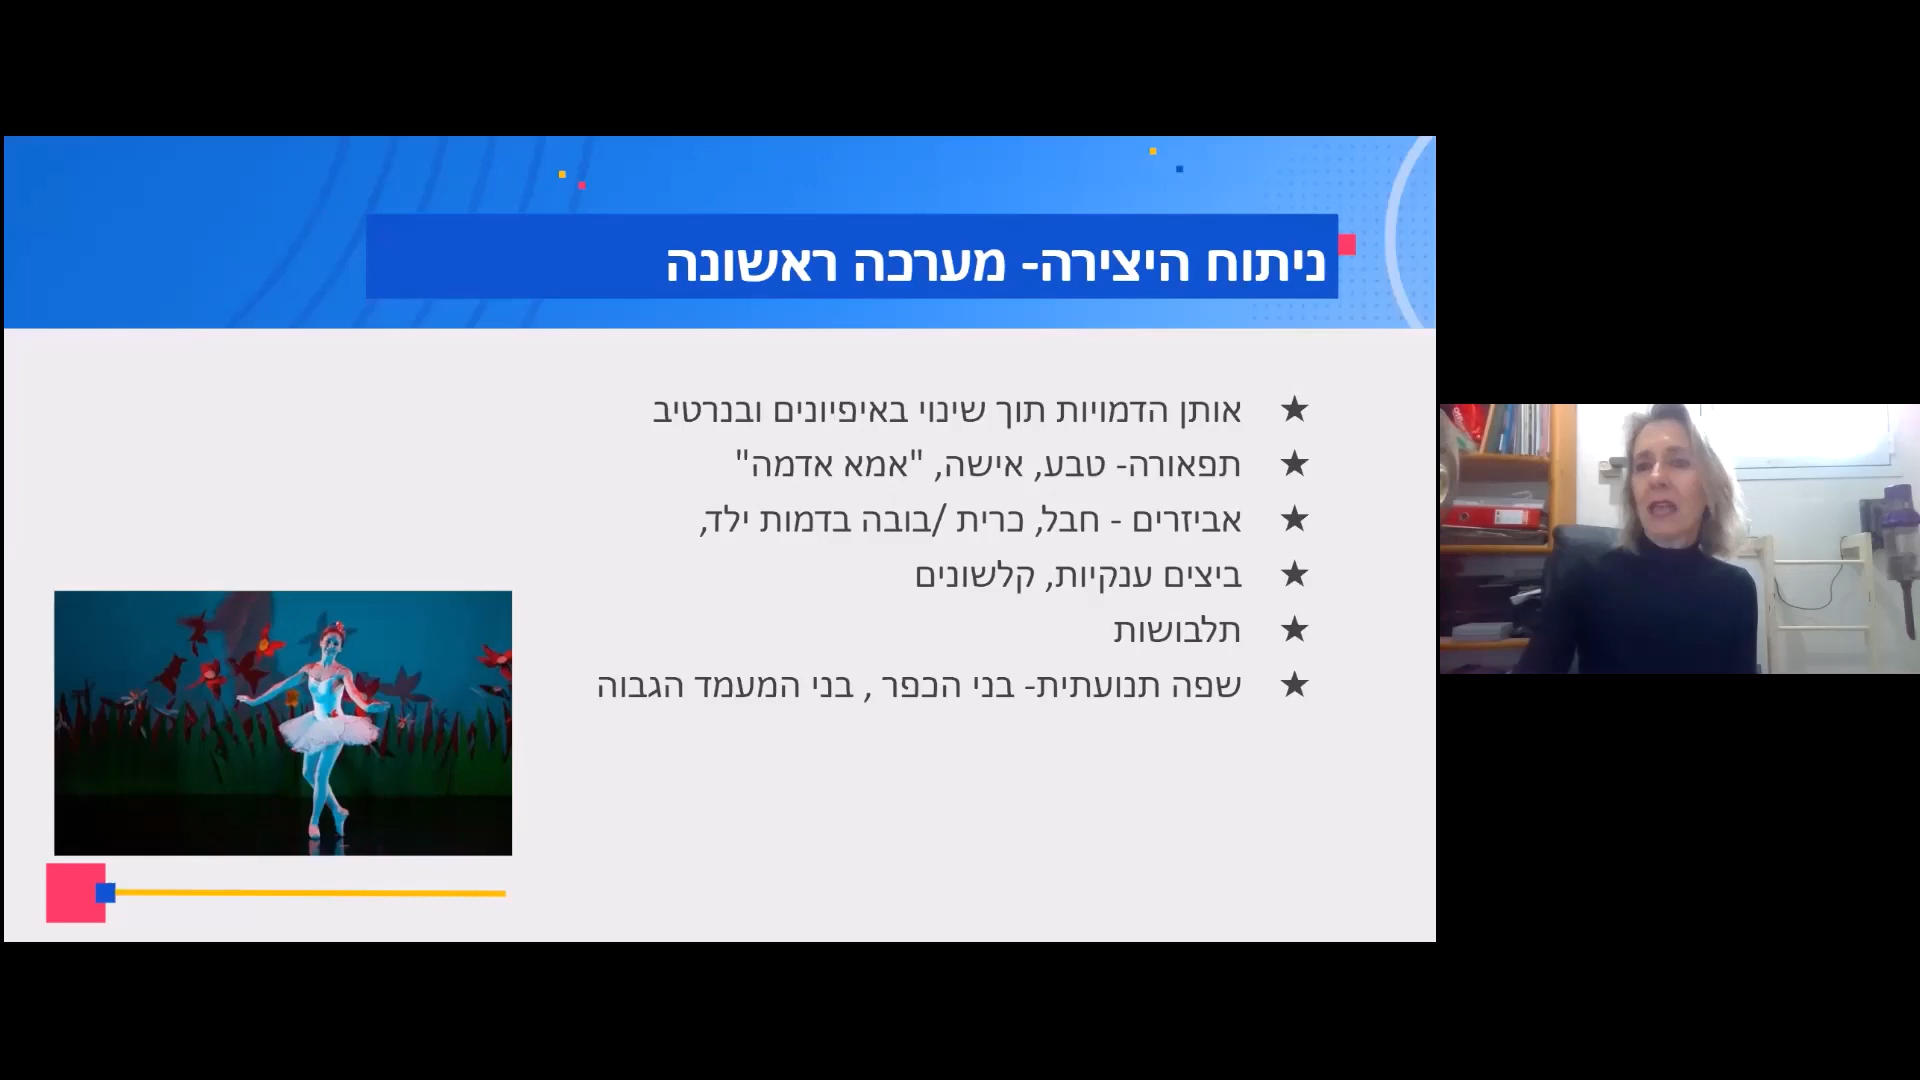 ניתוח היצירה- מערכה ראשונה
★ אותן הדמויות תוך שינוי באיפיונים ובנרטיב
★ תפאורה- טבע, אישה, "אמא אדמה"
★ אביזרים - חבל, כרית /בובה בדמות ילד,
★ ביצים ענקיות, קלשונים
★ תלבושות
★ שפה תנועתית- בני הכפר , בני המעמד הגבוה